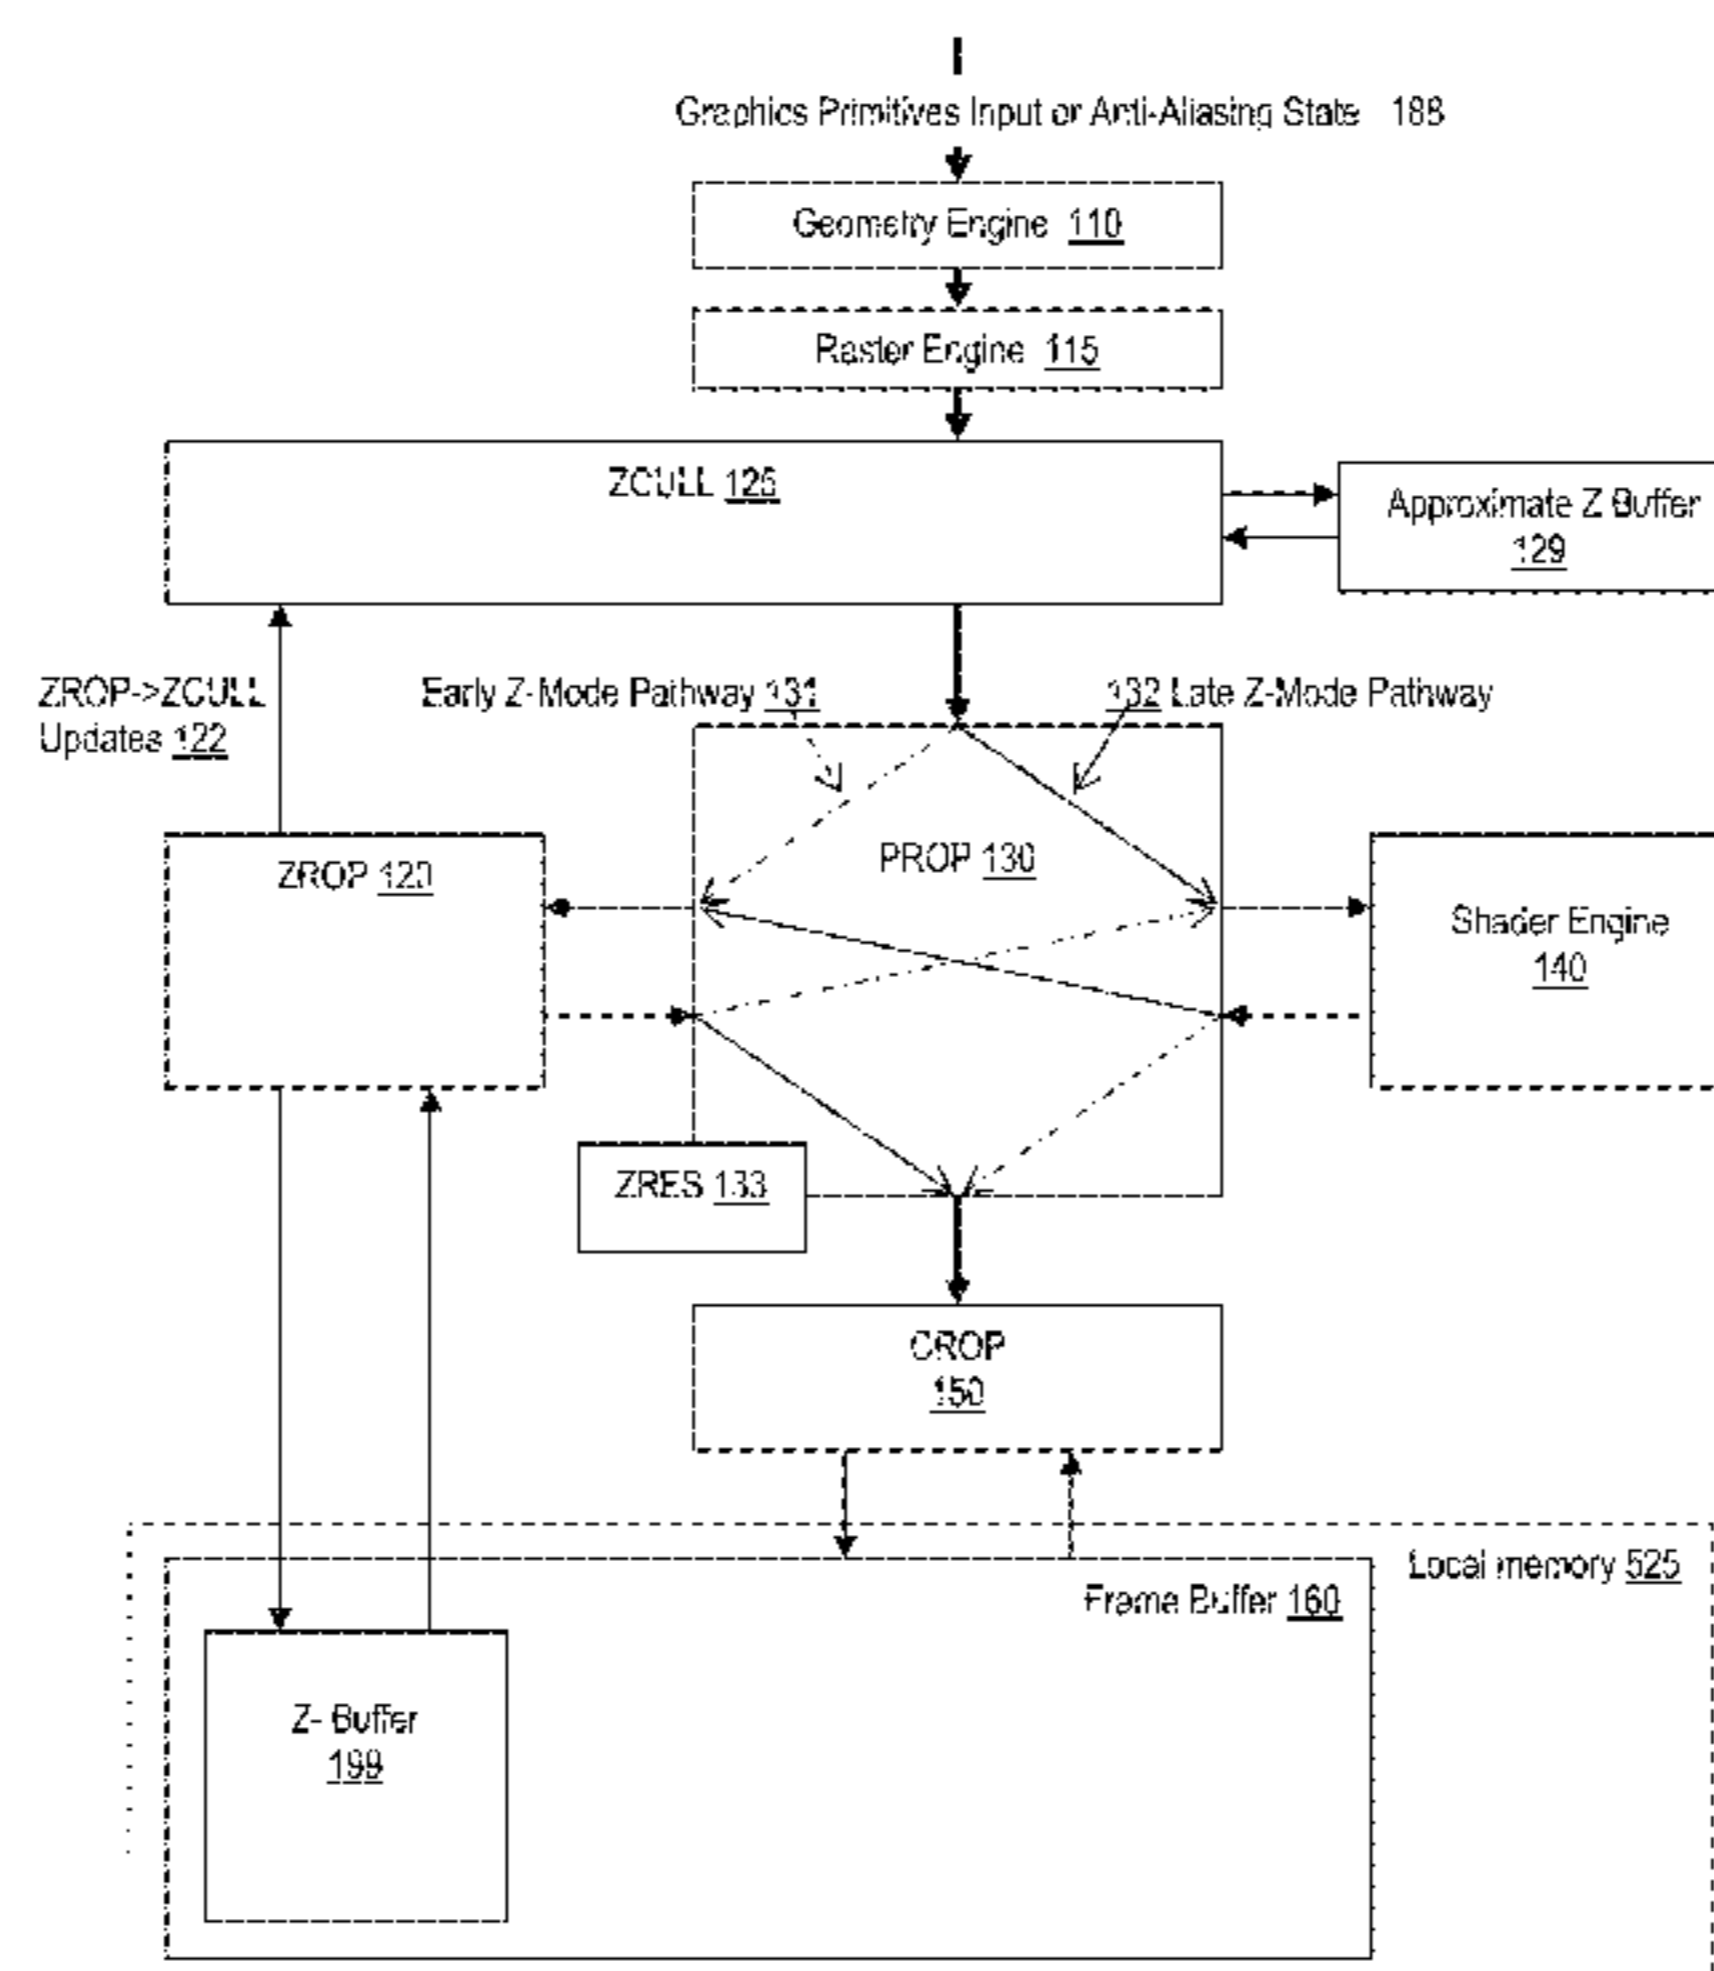 Graphics Primitives Input or Anti-Aliasing State 188
Geometry Engine 110
Raster Engine 115
ZCULL 125
Approximate Z Buffer
129
ZROP->ZCULL
Updates 122
Early Z-Mode Pathway 131
132 Late Z-Mode Pathway
PROP 130
ZROP 120
Shader Engine
140
ZRES 133
CROP
150
Local memory 525
Frame Buffer 160
Z- Buffer
199